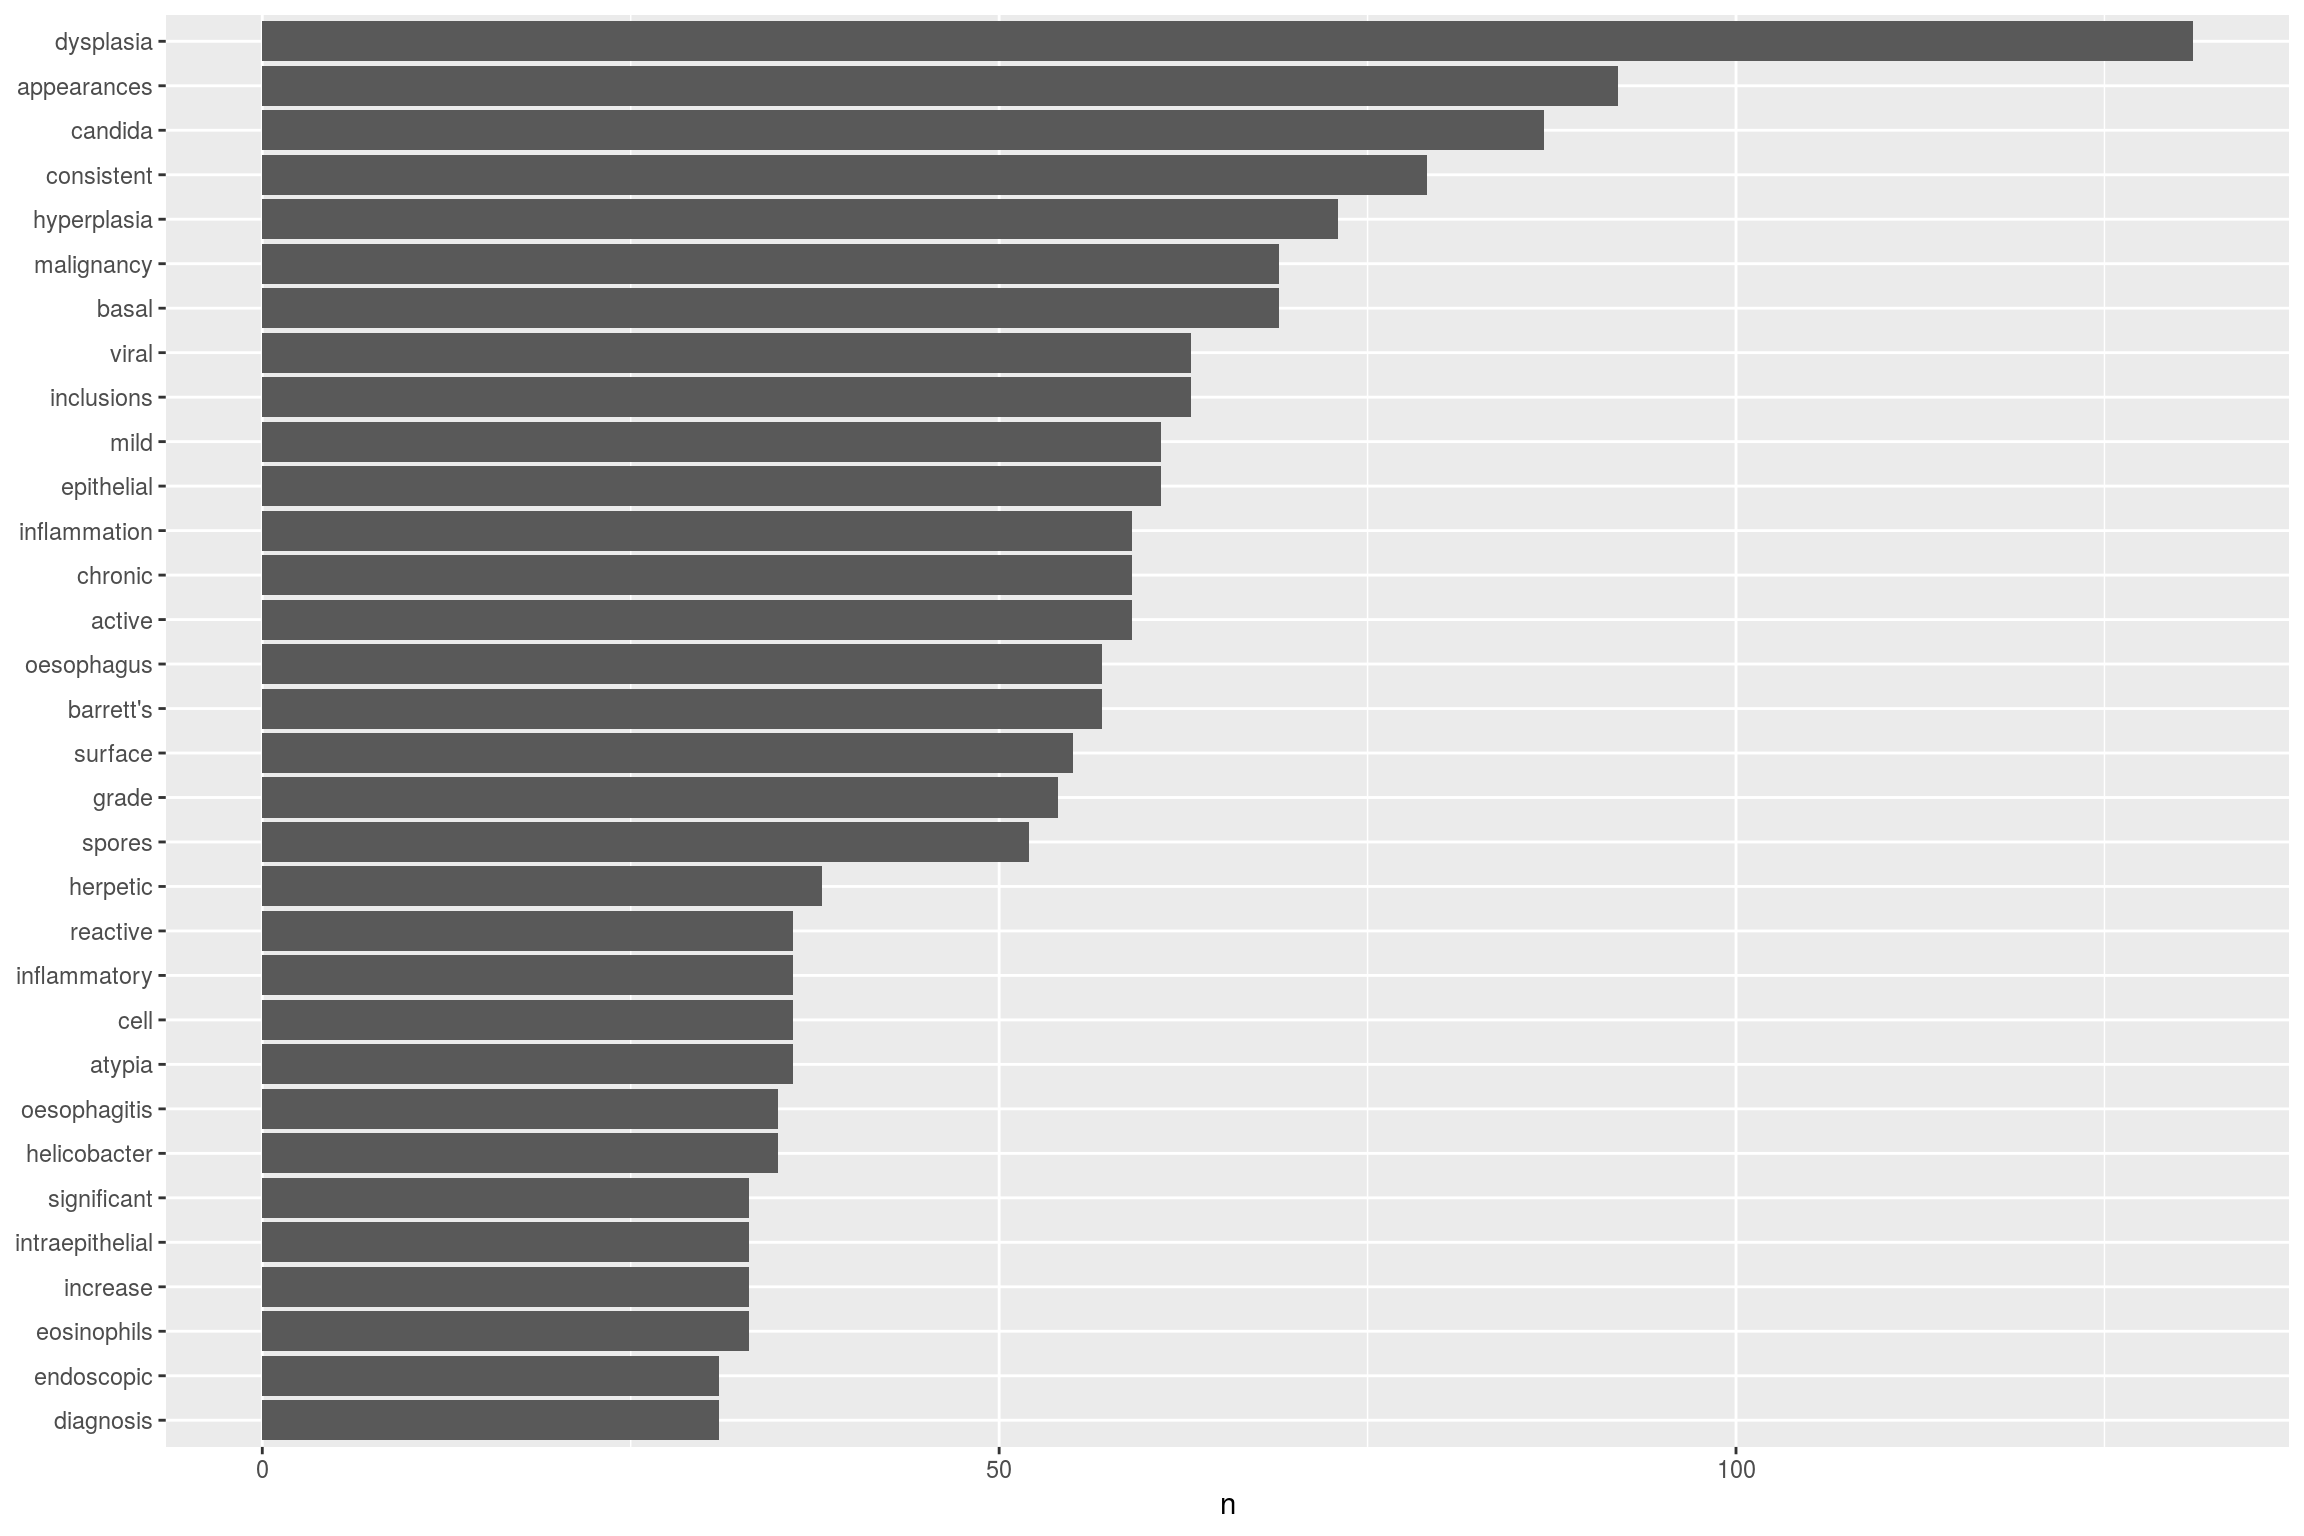 dysplasia
appearances
candida
consistent
hyperplasia
malignancy
basal
viral
inclusions
mild
epithelial
inflammation
chronic
active
oesophagus
barrett's
surface
grade
spores
herpetic
reactive
inflammatory
cell
atypia
oesophagitis
helicobacter
significant
intraepithelial
increase
eosinophils
endoscopic
diagnosis
0 50 100
n